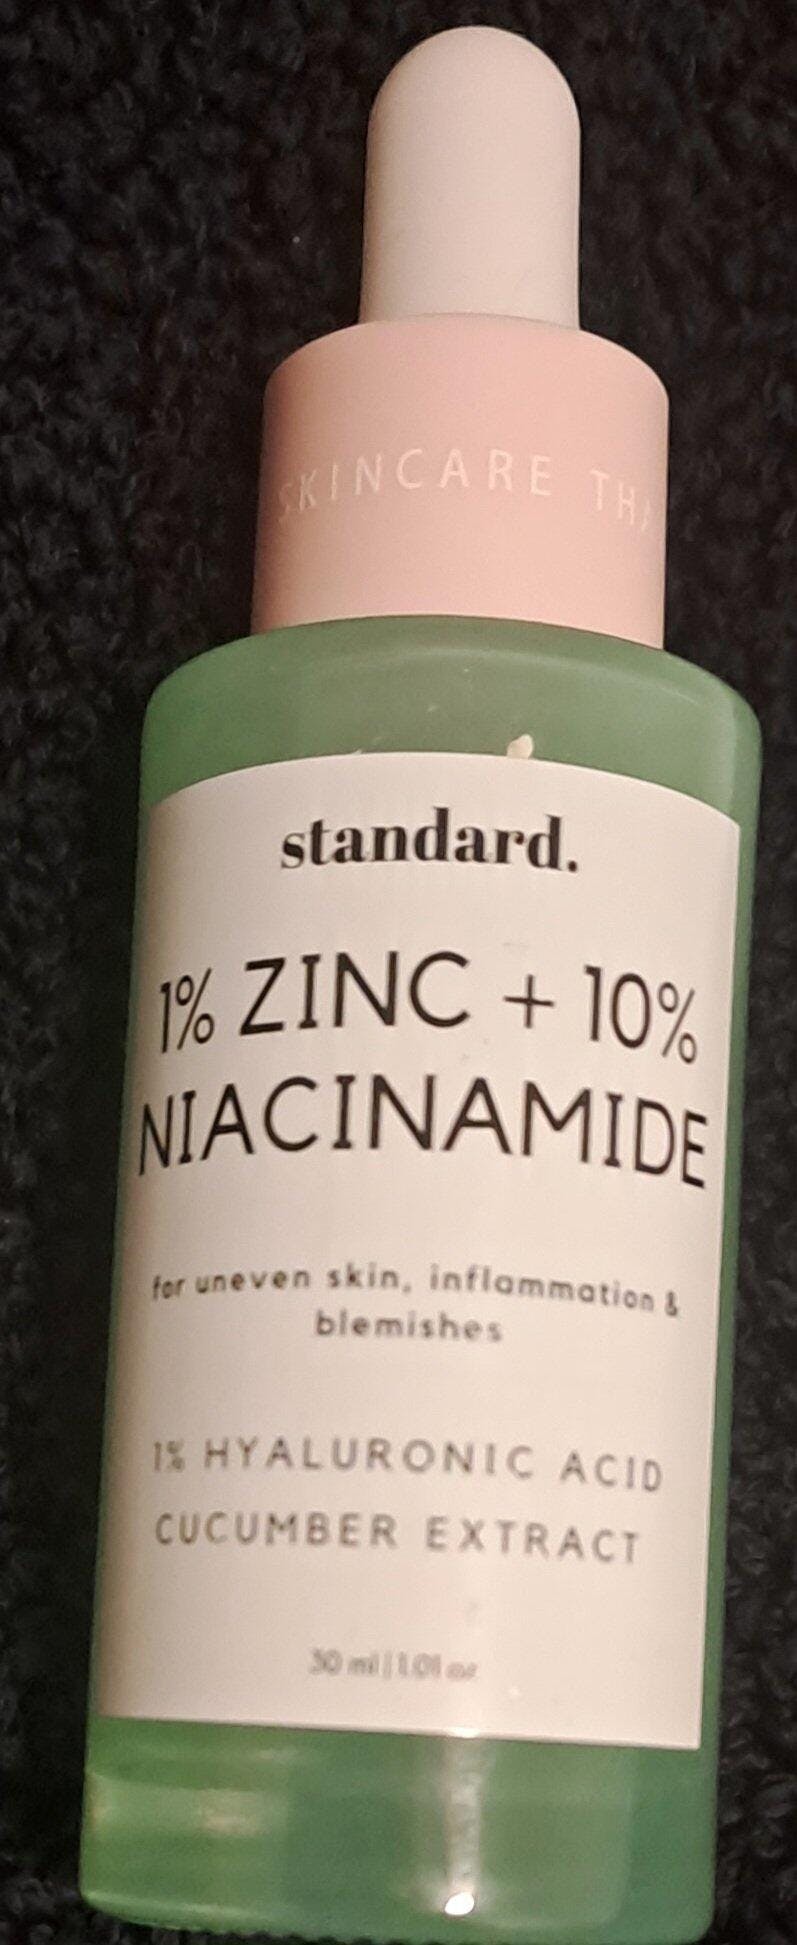 SKINCARE
standard.
1% ZINC + 10%
NIACINAMIDE
for uneven skin, inflammation &
blemishes
1% HYALURONIC ACID
CUCUMBER EXTRACT
30 ml | 1.01 oz